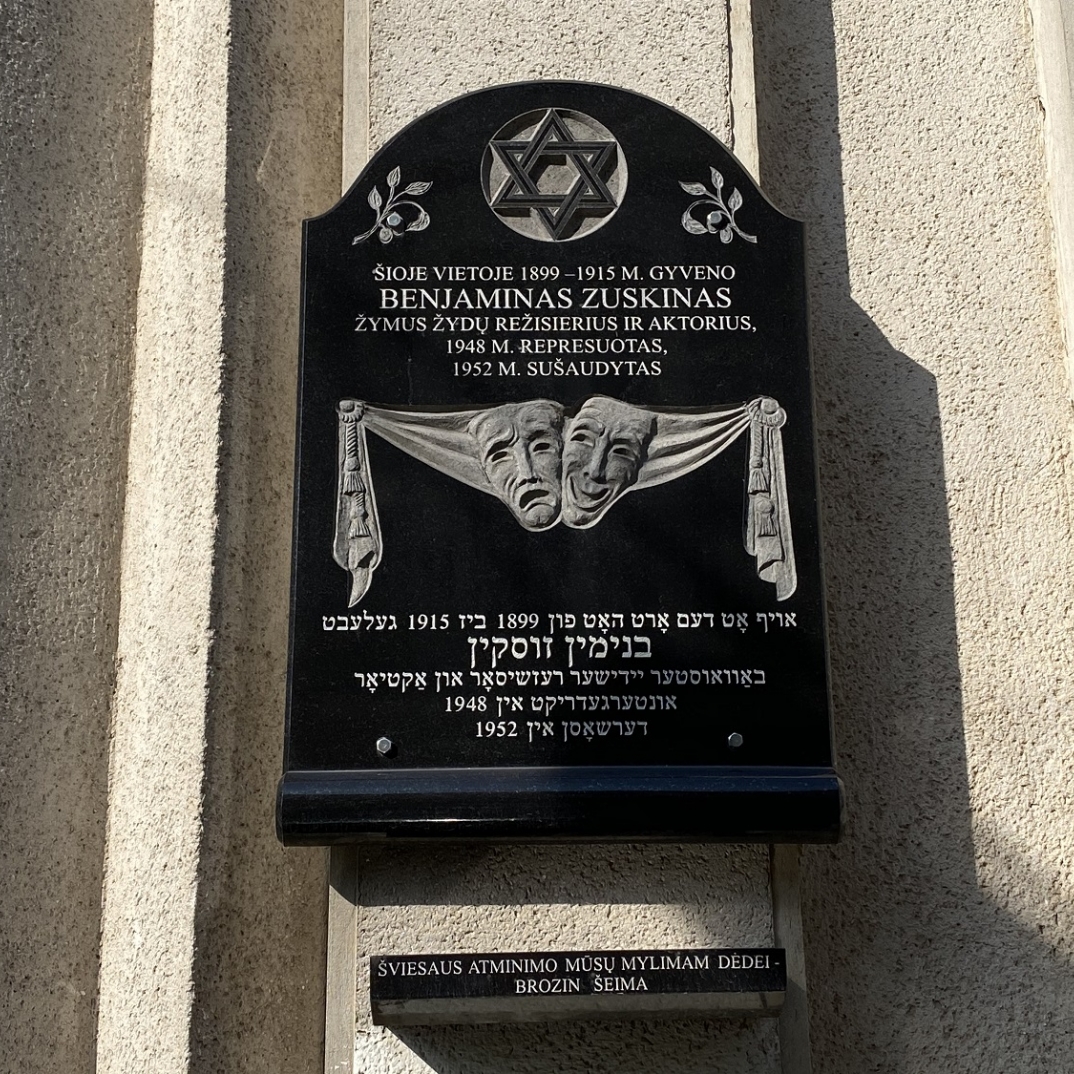 ŠIOJE VIETOJE 1899 –1915 M. GYVENO
BENJAMINAS ZUSKINAS
ŽYMUS ŽYDŲ REŽISIERIUS IR AKTORIUS,
1948 M. REPRESUOTAS,
1952 M. SUŠAUDYTAS
אויף אָט דעם אָרט האָט פון 1899 ביז 1915 געלעבט
בנימין זוסקין
באַוואוסטער יידישער רעזשיסאָר און אַקטיאָר
אונטערגעדריקט אין 1948
דערשאָסן אין 1952
ŠVIESAUS ATMINIMO MŪSŲ MYLIMAM DĖDEI -
BROZIN ŠEIMA